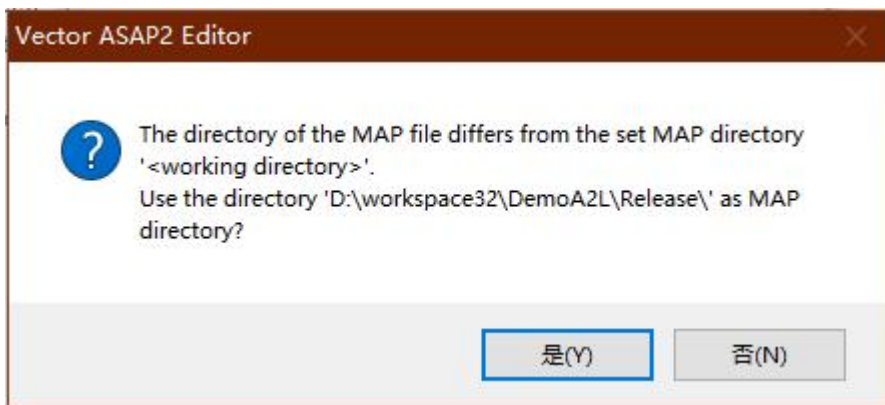 Vector ASAP2 Editor
The directory of the MAP file differs from the set MAP directory
'<working directory>'.
Use the directory 'D:\workspace32\DemoA2L\Release\' as MAP
directory?
是(Y)
否(N)